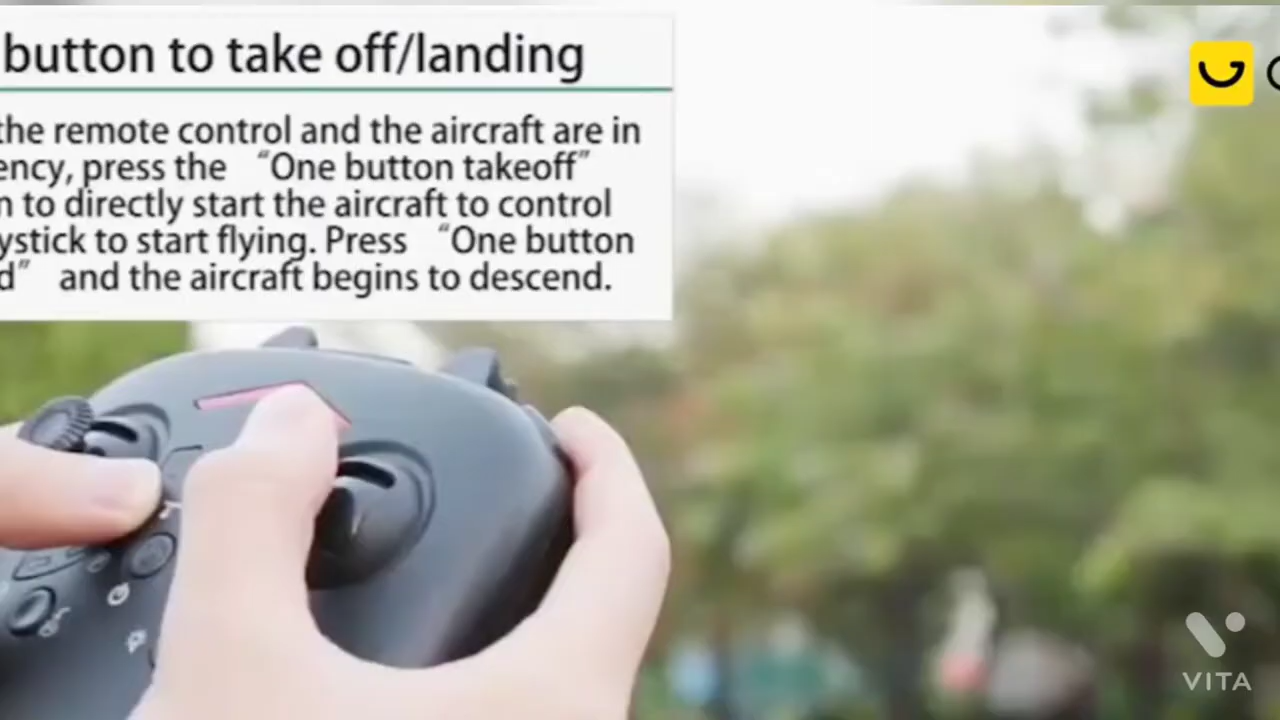 button to take off/landing
the remote control and the aircraft are in
ency, press the “One button takeoff”
n to directly start the aircraft to control
ystick to start flying. Press “One button
d” and the aircraft begins to descend.
VITA